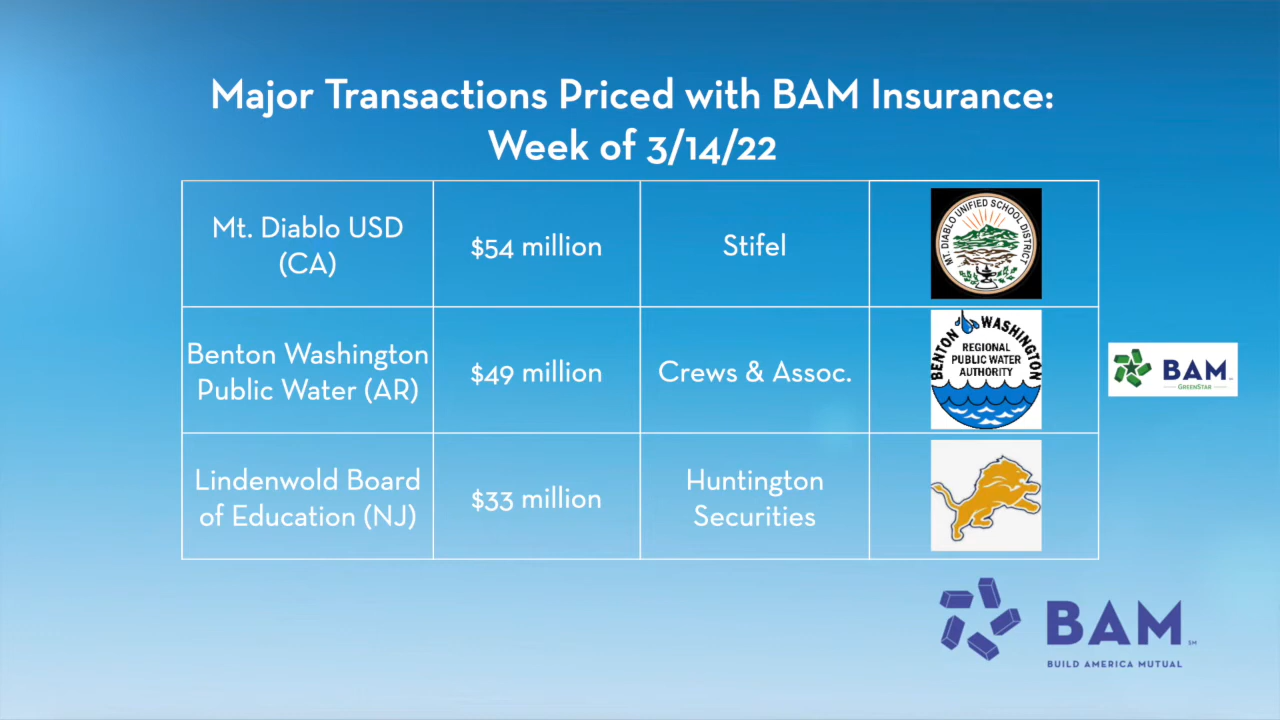 Major Transactions Priced with BAM Insurance:
Week of 3/14/22
Mt. Diablo USD
(CA)
$54 million
Stifel
MT. DIABLO UNIFIED SCHOOL DISTRICT
Benton Washington
Public Water (AR)
$49 million
Crews & Assoc.
BENTON WASHINGTON
REGIONAL
PUBLIC WATER
AUTHORITY
BAM
GREENSTAR
Lindenwold Board
of Education (NJ)
$33 million
Huntington
Securities
BAM SM
BUILD AMERICA MUTUAL